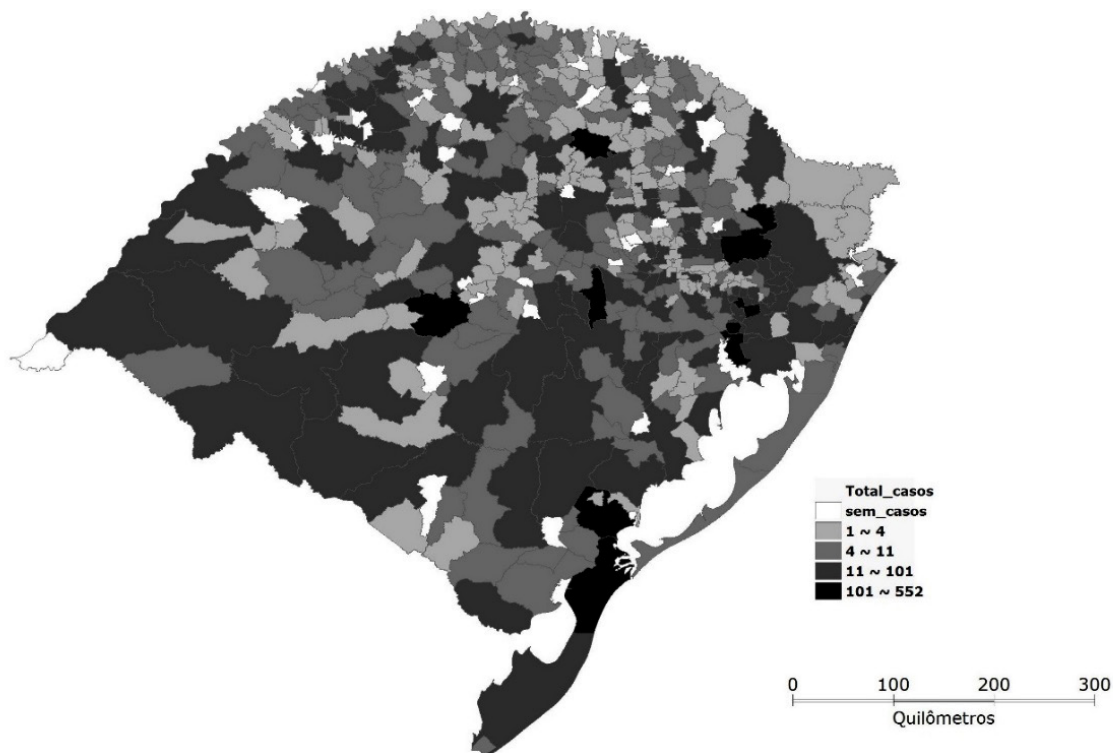 Total_casos
sem_casos
1 ~ 4
4 ~ 11
11 ~ 101
101 ~ 552
0 100 200 300
Quilômetros